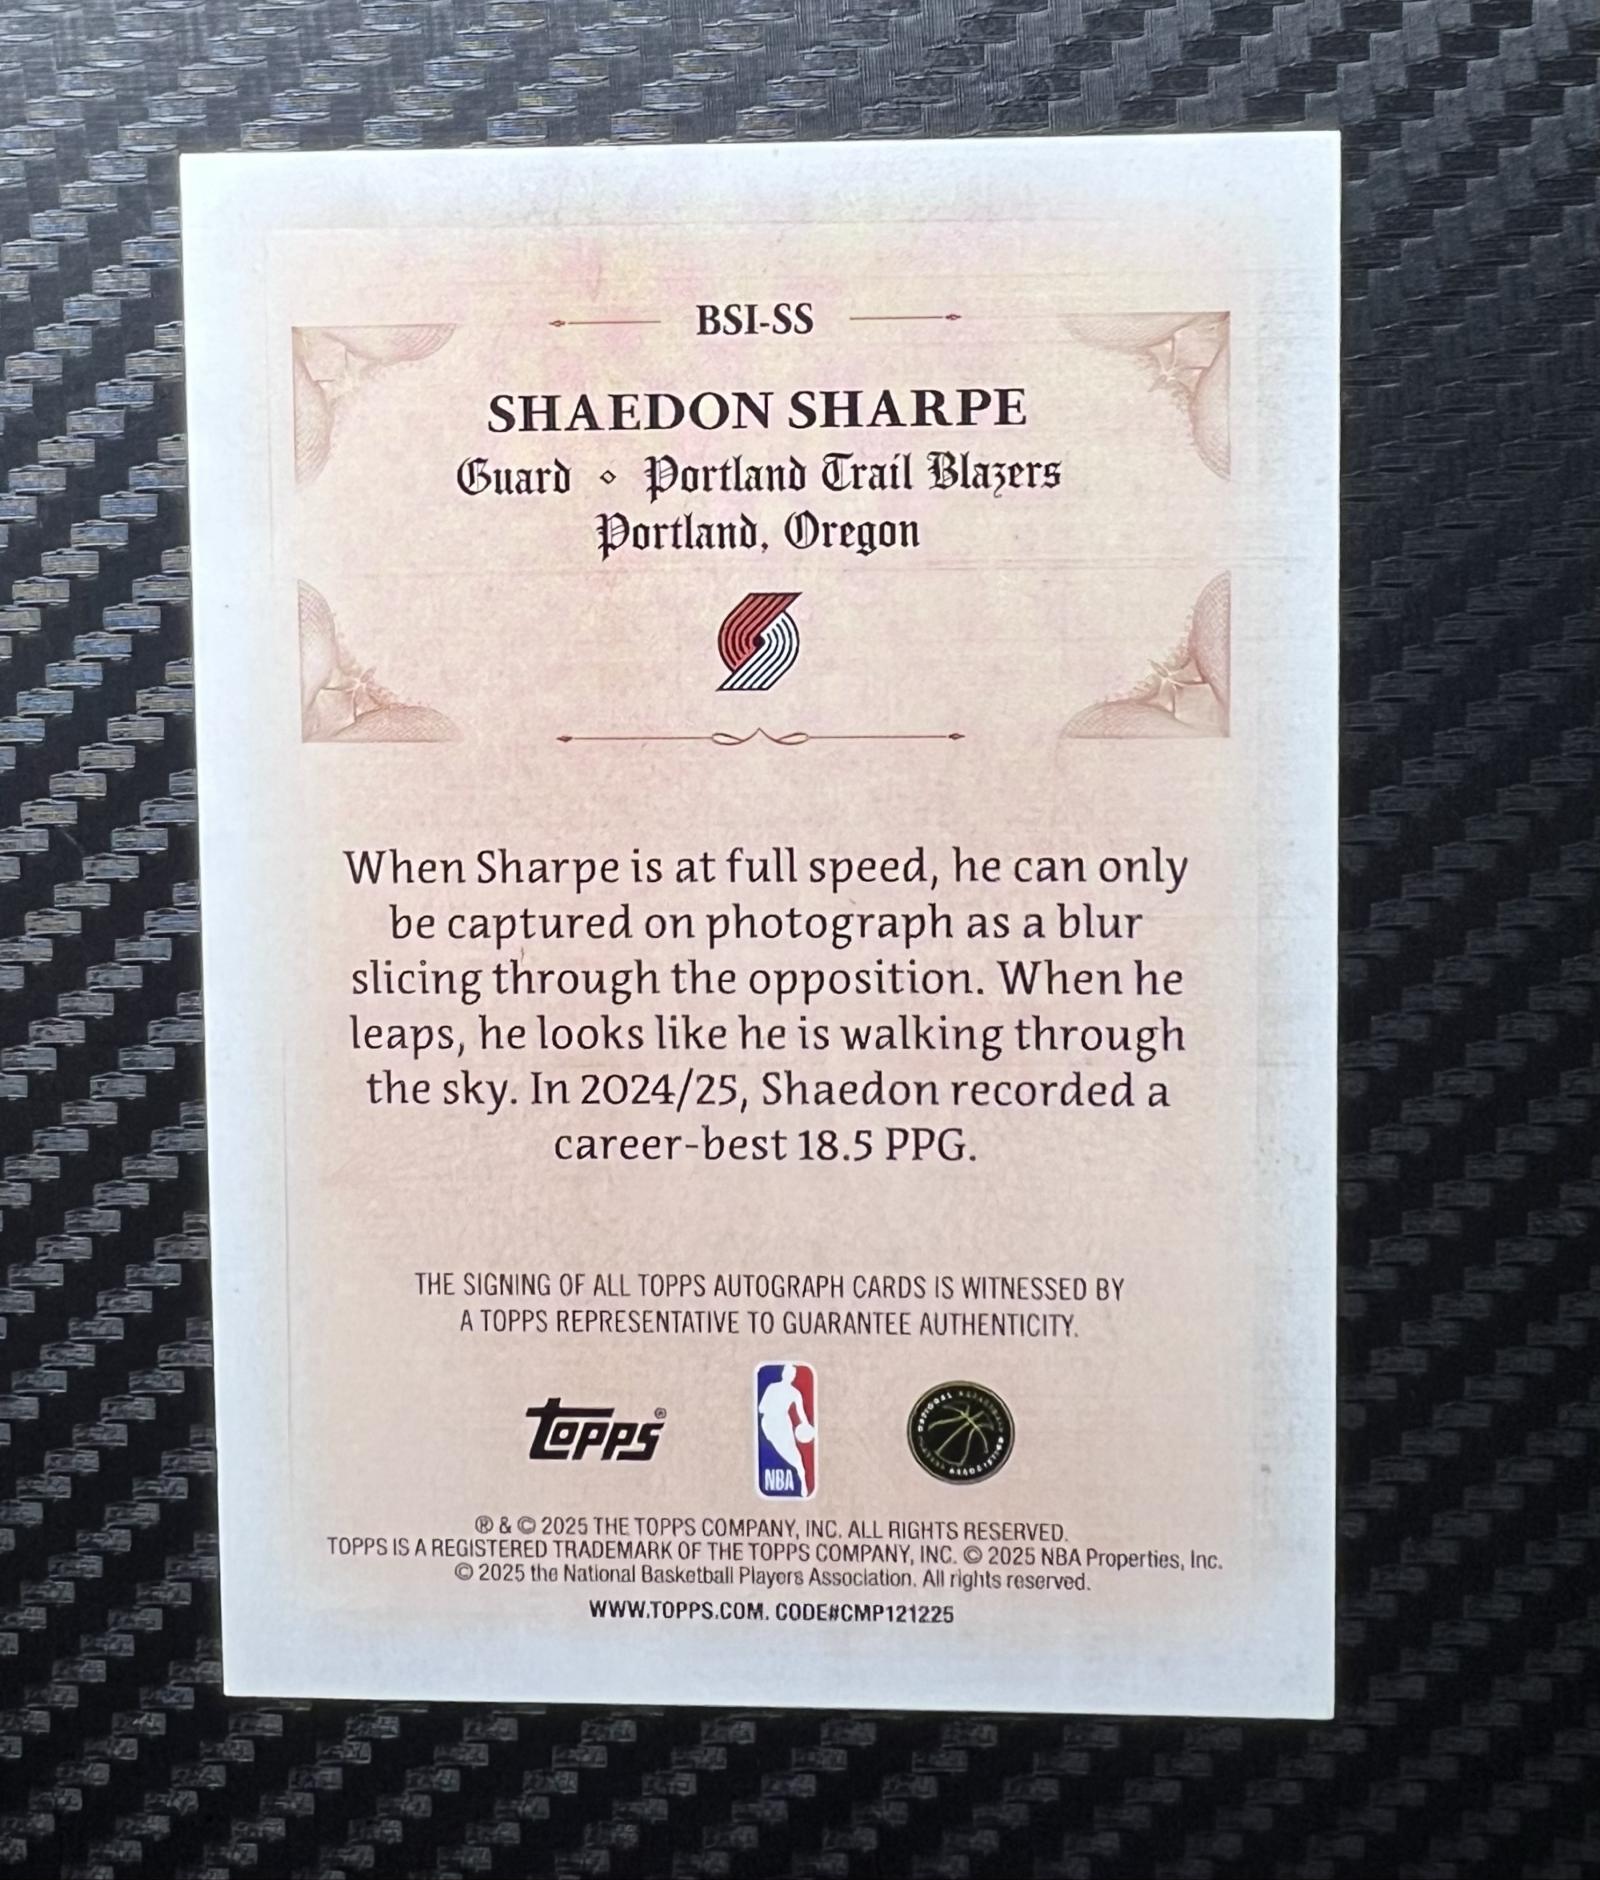 BSI-SS
SHAEDON SHARPE
Guard ⋄ Portland Trail Blazers
Portland, Oregon
When Sharpe is at full speed, he can only
be captured on photograph as a blur
slicing through the opposition. When he
leaps, he looks like he is walking through
the sky. In 2024/25, Shaedon recorded a
career-best 18.5 PPG.
THE SIGNING OF ALL TOPPS AUTOGRAPH CARDS IS WITNESSED BY
A TOPPS REPRESENTATIVE TO GUARANTEE AUTHENTICITY.
topps®
NBA
® & © 2025 THE TOPPS COMPANY, INC. ALL RIGHTS RESERVED.
TOPPS IS A REGISTERED TRADEMARK OF THE TOPPS COMPANY, INC. © 2025 NBA Properties, Inc.
© 2025 the National Basketball Players Association. All rights reserved.
WWW.TOPPS.COM. CODE#CMP121225